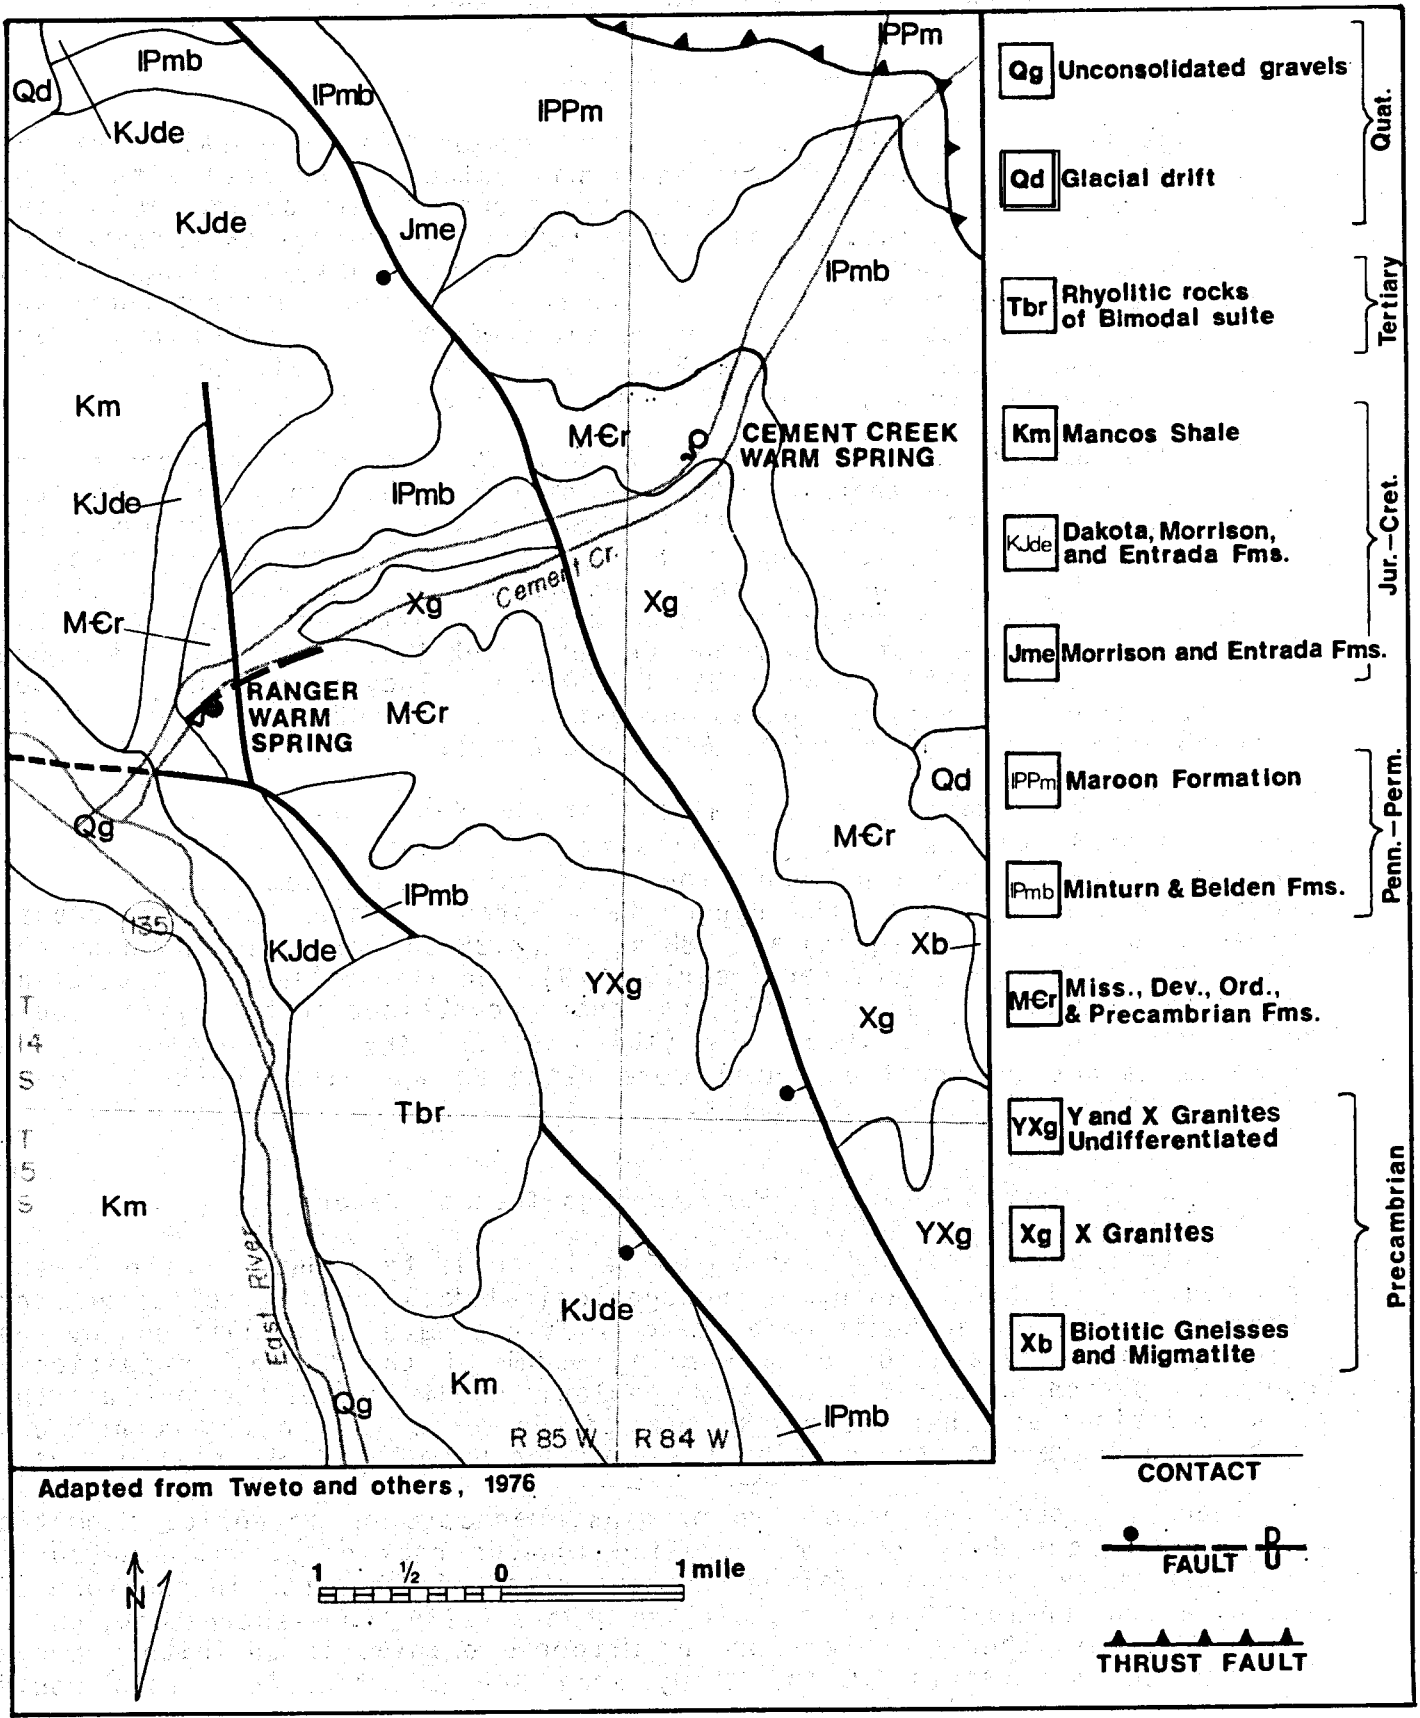 IPPm
IPmb
Qd
IPmb
IPPm
KJde
KJde
Jme
IPmb
Km
MЄr
CEMENT CREEK
WARM SPRING
KJde
IPmb
Cement Cr.
Xg
Xg
MЄr
RANGER
WARM
SPRING
MЄr
Qd
Qg
MЄr
IPmb
135
KJde
Xb
YXg
Xg
T
14
S
Tbr
T
5
S
Km
YXg
East River
KJde
Km
Qg
IPmb
R 85 W
R 84 W
Qg Unconsolidated gravels
Qd Glacial drift
Quat.
Tbr Rhyolitic rocks
of Bimodal suite
Tertiary
Km Mancos Shale
KJde Dakota, Morrison,
and Entrada Fms.
Jme Morrison and Entrada Fms.
Jur.-Cret.
IPPm Maroon Formation
IPmb Minturn & Belden Fms.
Penn.-Perm.
MЄr Miss., Dev., Ord.,
& Precambrian Fms.
YXg Y and X Granites
Undifferentiated
Xg X Granites
Xb Biotitic Gneisses
and Migmatite
Precambrian
Adapted from Tweto and others, 1976
N
1 ½ 0 1 mile
CONTACT
D
FAULT U
THRUST FAULT